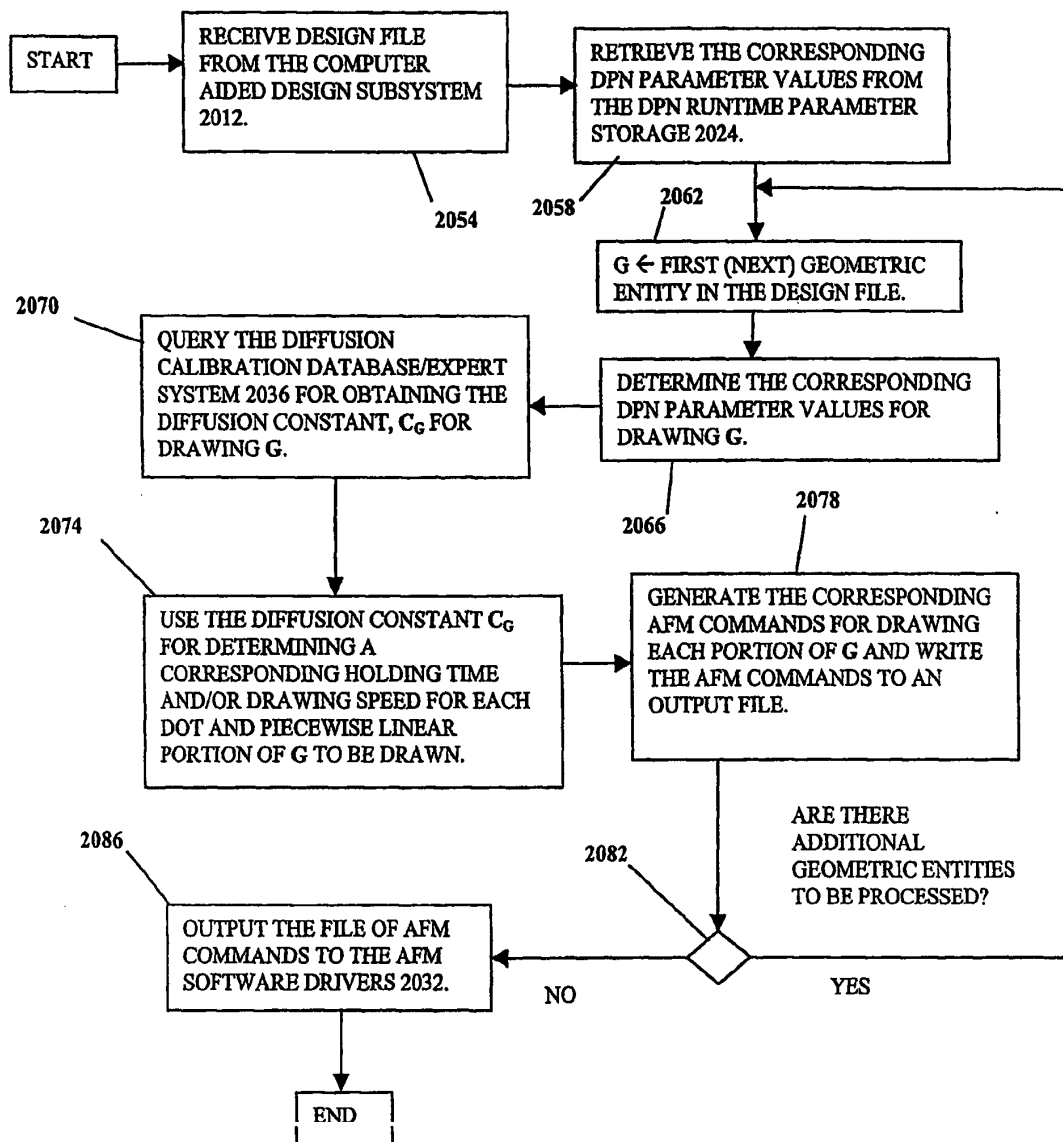 START
RECEIVE DESIGN FILE
FROM THE COMPUTER
AIDED DESIGN SUBSYSTEM
2012.
2054
RETRIEVE THE CORRESPONDING
DPN PARAMETER VALUES FROM
THE DPN RUNTIME PARAMETER
STORAGE 2024.
2058
2062
G ← FIRST (NEXT) GEOMETRIC
ENTITY IN THE DESIGN FILE.
DETERMINE THE CORRESPONDING
DPN PARAMETER VALUES FOR
DRAWING G.
2066
2070
QUERY THE DIFFUSION
CALIBRATION DATABASE/EXPERT
SYSTEM 2036 FOR OBTAINING THE
DIFFUSION CONSTANT, CG FOR
DRAWING G.
2074
USE THE DIFFUSION CONSTANT CG
FOR DETERMINING A
CORRESPONDING HOLDING TIME
AND/OR DRAWING SPEED FOR EACH
DOT AND PIECEWISE LINEAR
PORTION OF G TO BE DRAWN.
2078
GENERATE THE CORRESPONDING
AFM COMMANDS FOR DRAWING
EACH PORTION OF G AND WRITE
THE AFM COMMANDS TO AN
OUTPUT FILE.
ARE THERE
ADDITIONAL
GEOMETRIC ENTITIES
TO BE PROCESSED?
2082
YES
NO
2086
OUTPUT THE FILE OF AFM
COMMANDS TO THE AFM
SOFTWARE DRIVERS 2032.
END